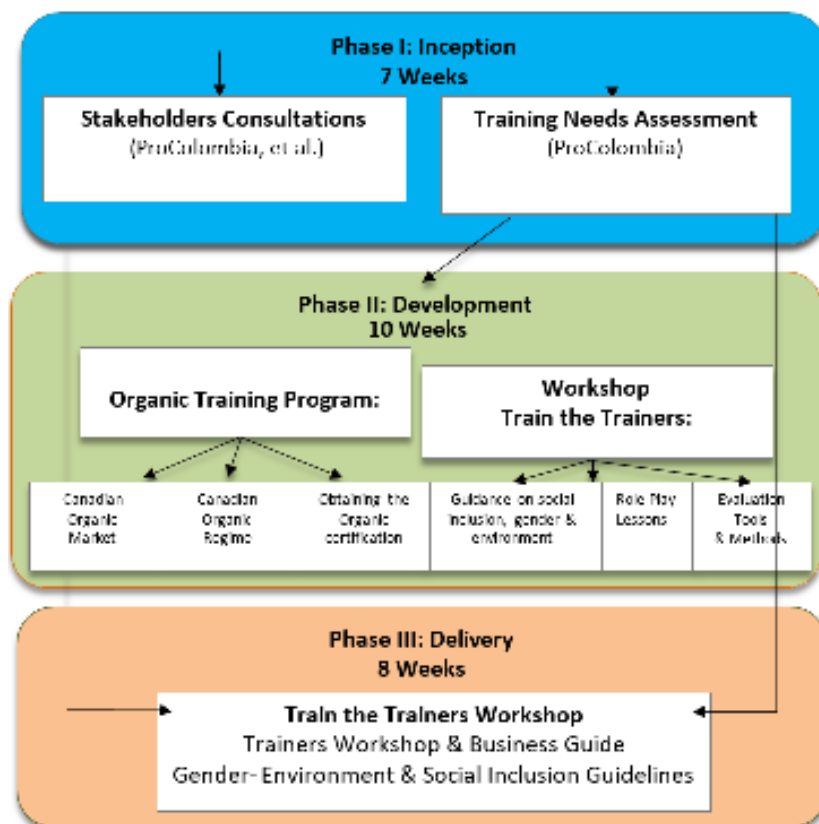 Phase I: Inception
7 Weeks
Stakeholders Consultations
(ProColombia, et al.)
Training Needs Assessment
(ProColombia)
Phase II: Development
10 Weeks
Organic Training Program:
Workshop
Train the Trainers:
Canadian
Organic
Market
Canadian
Organic
Regime
Obtaining the
Organic
certification
Guidance on social
inclusion, gender &
environment
Role Play
Lessons
Evaluation
Tools
& Methods
Phase III: Delivery
8 Weeks
Train the Trainers Workshop
Trainers Workshop & Business Guide
Gender- Environment & Social Inclusion Guidelines